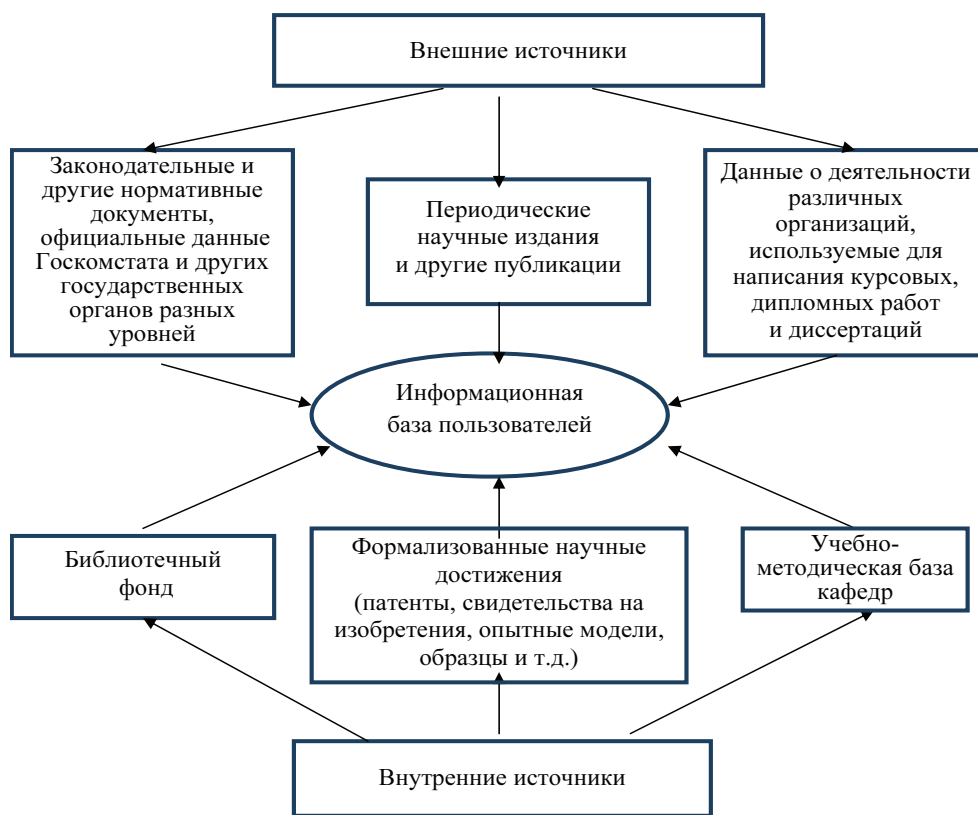 Внешние источники
Законодательные и
другие нормативные
документы,
официальные данные
Госкомстата и других
государственных
органов разных
уровней
Периодические
научные издания
и другие публикации
Данные о деятельности
различных
организаций,
используемые для
написания курсовых,
дипломных работ
и диссертаций
Информационная
база пользователей
Библиотечный
фонд
Формализованные научные
достижения
(патенты, свидетельства на
изобретения, опытные модели,
образцы и т.д.)
Учебно-
методическая база
кафедр
Внутренние источники